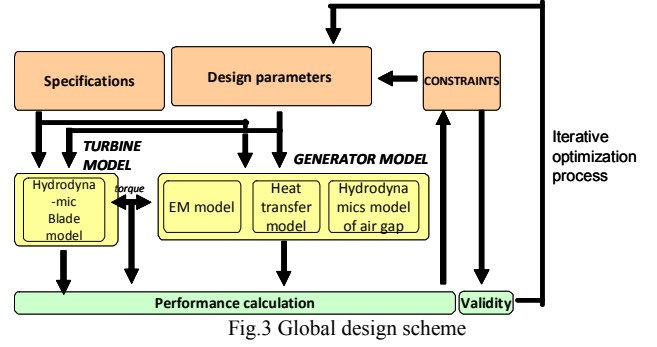 Specifications
Design parameters
CONSTRAINTS
Iterative
optimization
process
TURBINE
MODEL
GENERATOR MODEL
Hydrodyna
-mic
Blade
model
torque
EM model
Heat
transfer
model
Hydrodyna
mics model
of air gap
Performance calculation
Validity
Fig.3 Global design scheme